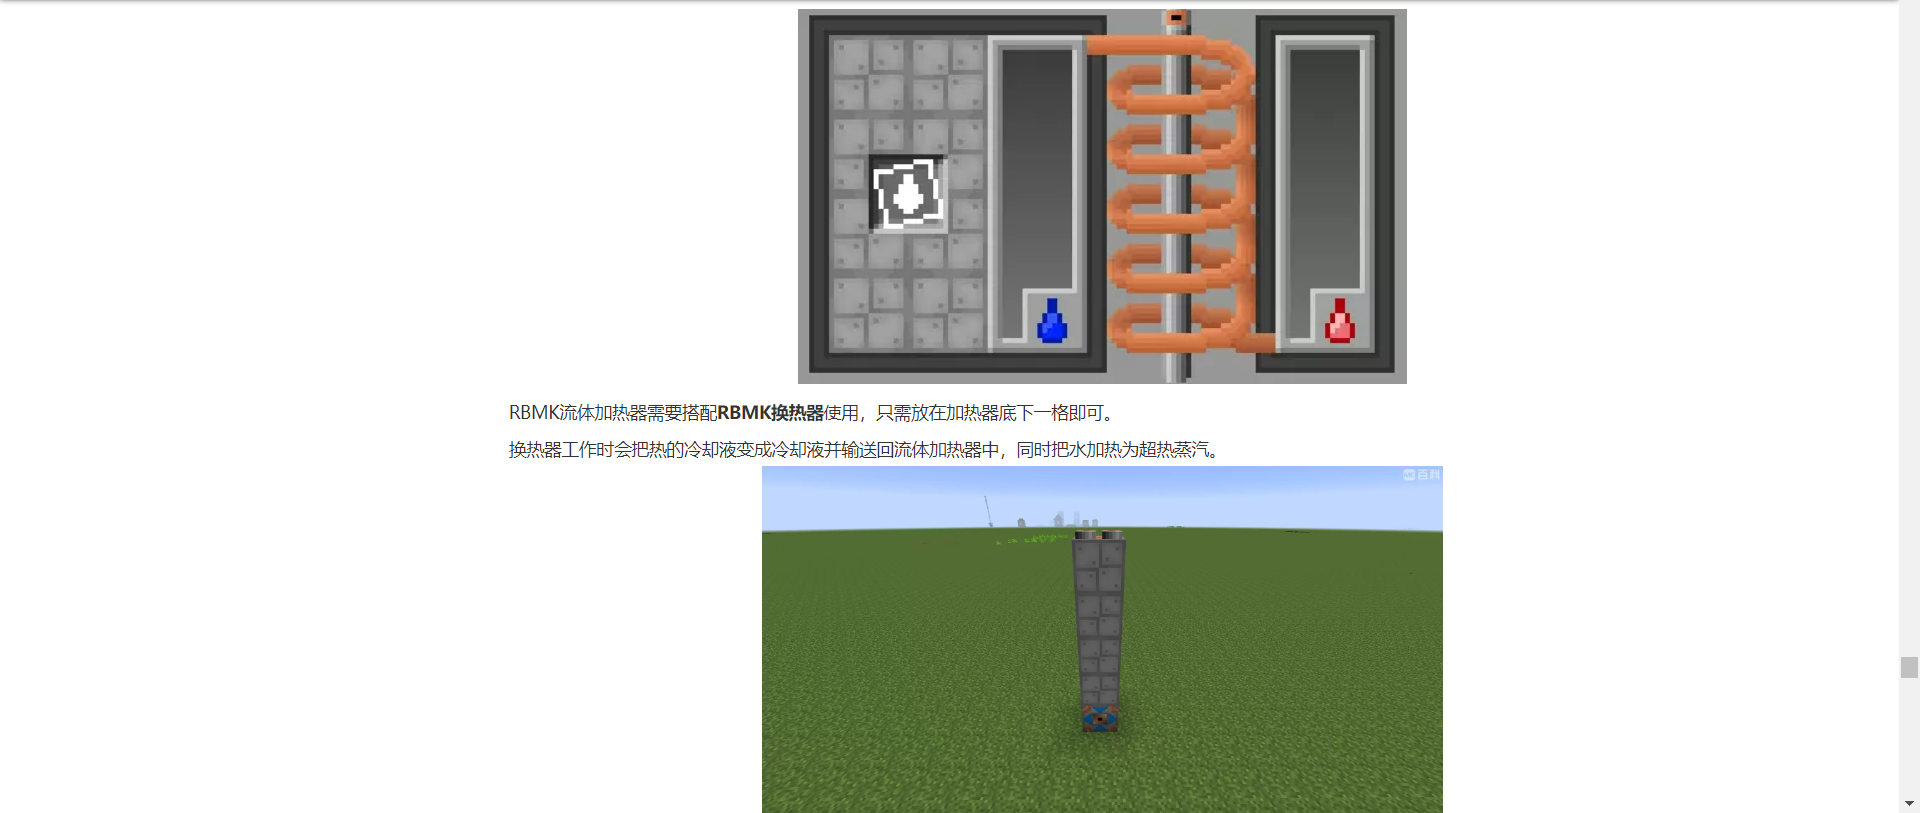 RBMK流体加热器需要搭配RBMK换热器使用，只需放在加热器底下一格即可。
换热器工作时会把热的冷却液变成冷却液并输送回流体加热器中，同时把水加热为超热蒸汽。
百科